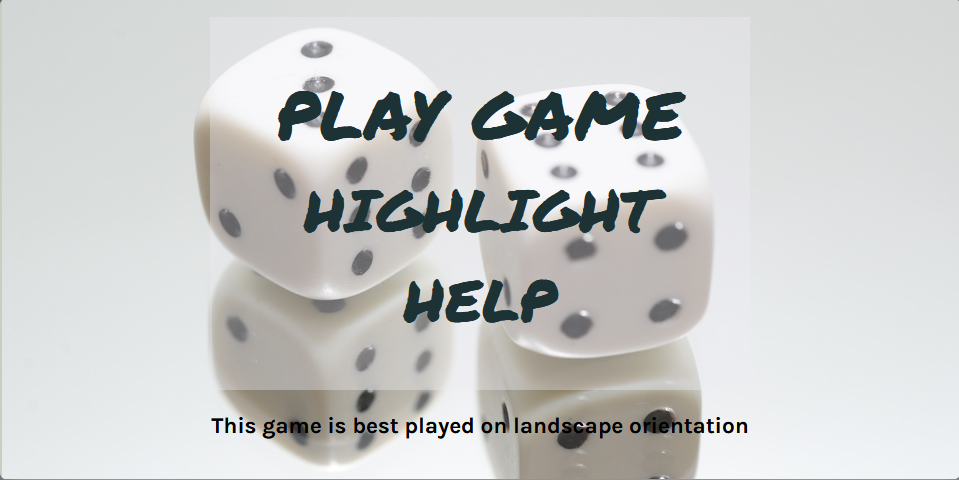 PLAY GAME
HIGHLIGHT
HELP
This game is best played on landscape orientation